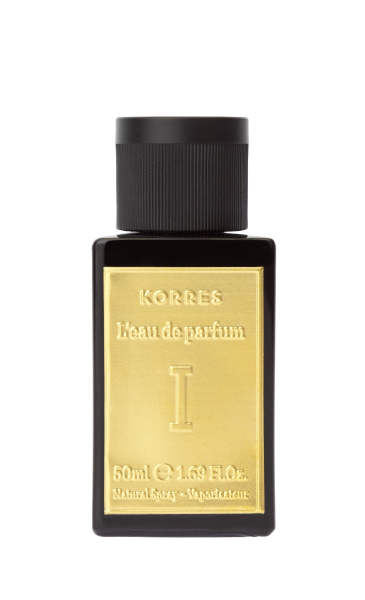 KORRES
L'eau de parfum
I
50ml ℮ 1.69 Fl.Oz.
Natural Spray - Vaporisateur